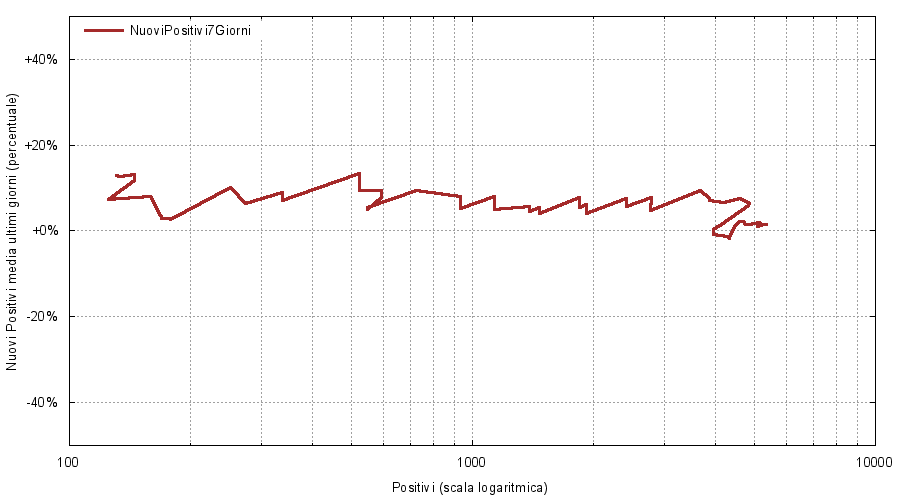 NuoviPositivi7Giorni
+40%
+20%
+0%
-20%
-40%
Nuovi Positivi media ultimi giorni (percentuale)
100
1000
10000
Positivi (scala logaritmica)